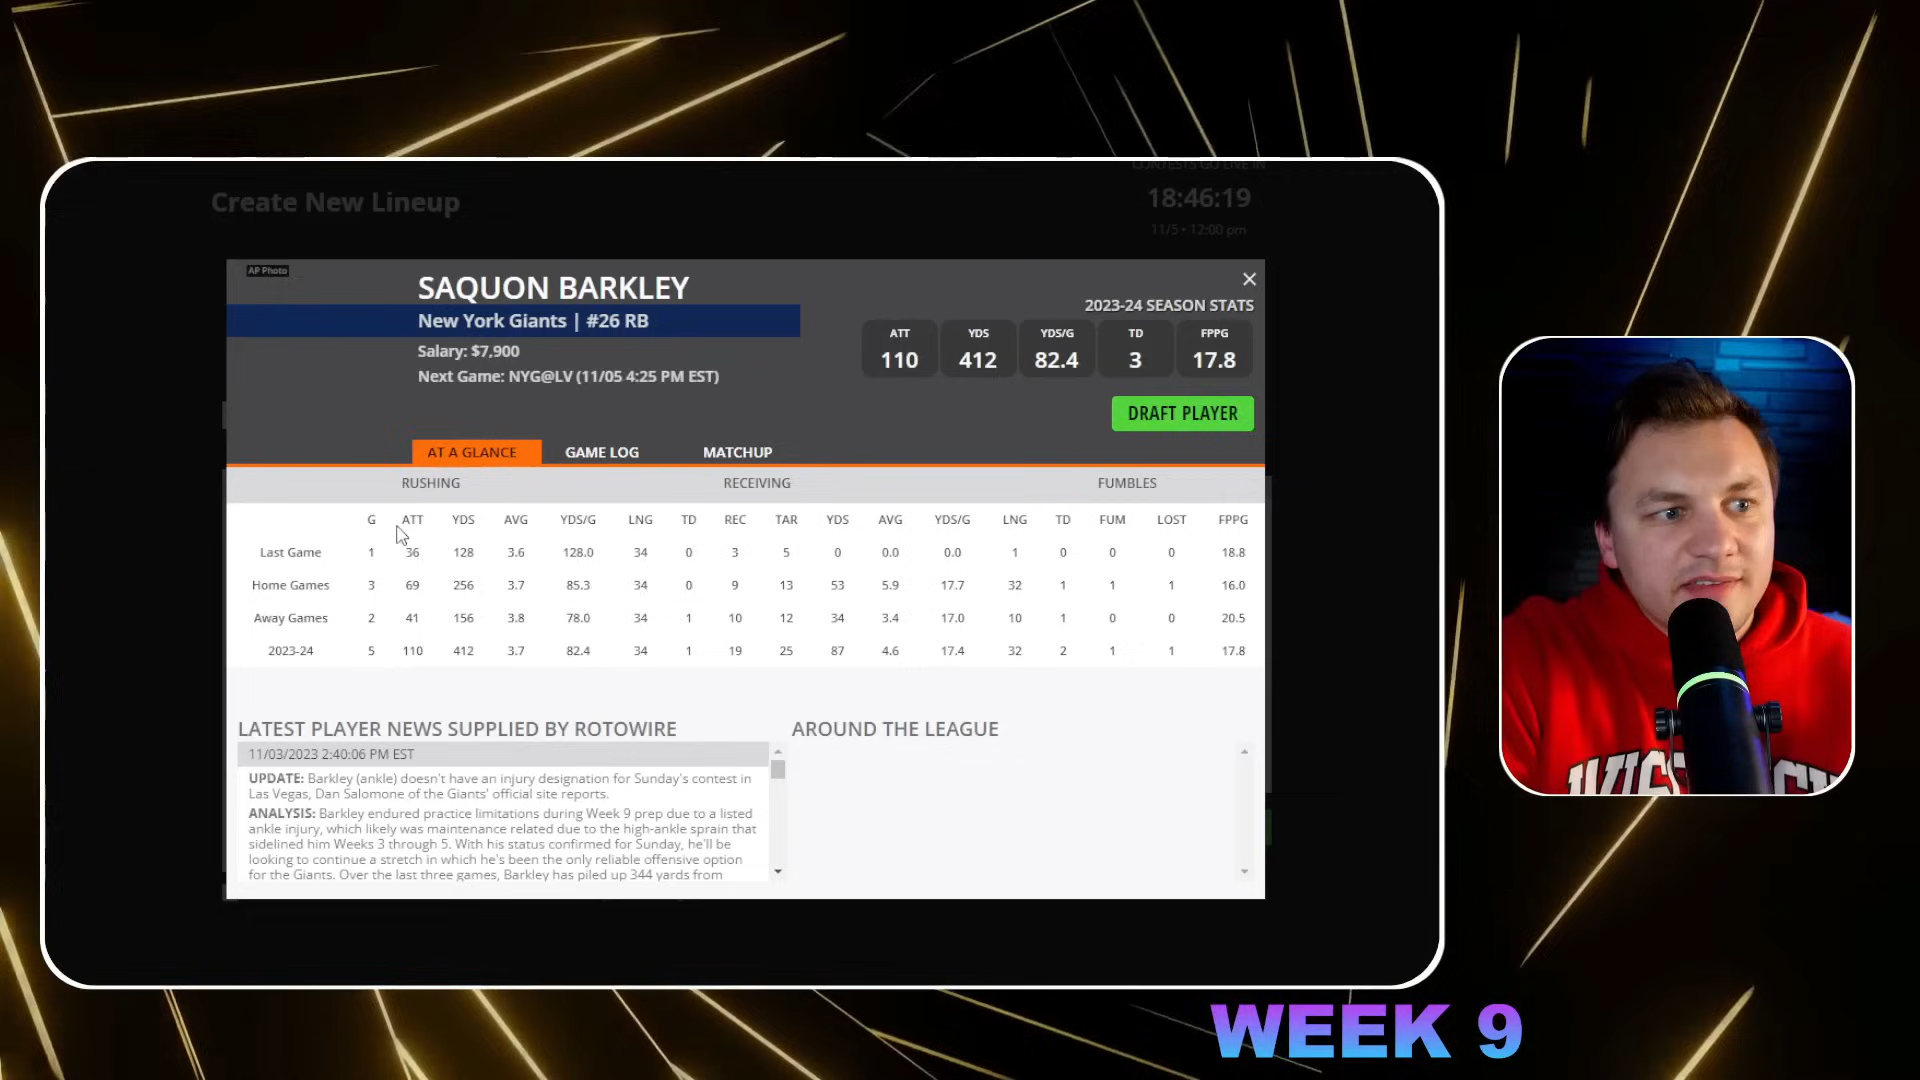 CONTESTS GO LIVE IN
Create New Lineup
18:46:19
11/5 • 12:00 pm
AP Photo
SAQUON BARKLEY
New York Giants | #26 RB
Salary: $7,900
Next Game: NYG@LV (11/05 4:25 PM EST)
2023-24 SEASON STATS
ATT YDS YDS/G TD FPPG
110 412 82.4 3 17.8
DRAFT PLAYER
AT A GLANCE GAME LOG MATCHUP
RUSHING RECEIVING FUMBLES
G ATT YDS AVG YDS/G LNG TD REC TAR YDS AVG YDS/G LNG TD FUM LOST FPPG
Last Game 1 36 128 3.6 128.0 34 0 3 5 0 0.0 0.0 1 0 0 0 18.8
Home Games 3 69 256 3.7 85.3 34 0 9 13 53 5.9 17.7 32 1 1 1 16.0
Away Games 2 41 156 3.8 78.0 34 1 10 12 34 3.4 17.0 10 1 0 0 20.5
2023-24 5 110 412 3.7 82.4 34 1 19 25 87 4.6 17.4 32 2 1 1 17.8
LATEST PLAYER NEWS SUPPLIED BY ROTOWIRE
11/03/2023 2:40:06 PM EST
UPDATE: Barkley (ankle) doesn't have an injury designation for Sunday's contest in
Las Vegas, Dan Salomone of the Giants' official site reports.
ANALYSIS: Barkley endured practice limitations during Week 9 prep due to a listed
ankle injury, which likely was maintenance related due to the high-ankle sprain that
sidelined him Weeks 3 through 5. With his status confirmed for Sunday, he'll be
looking to continue a stretch in which he's been the only reliable offensive option
for the Giants. Over the last three games, Barkley has piled up 344 yards from
AROUND THE LEAGUE
WEEK 9